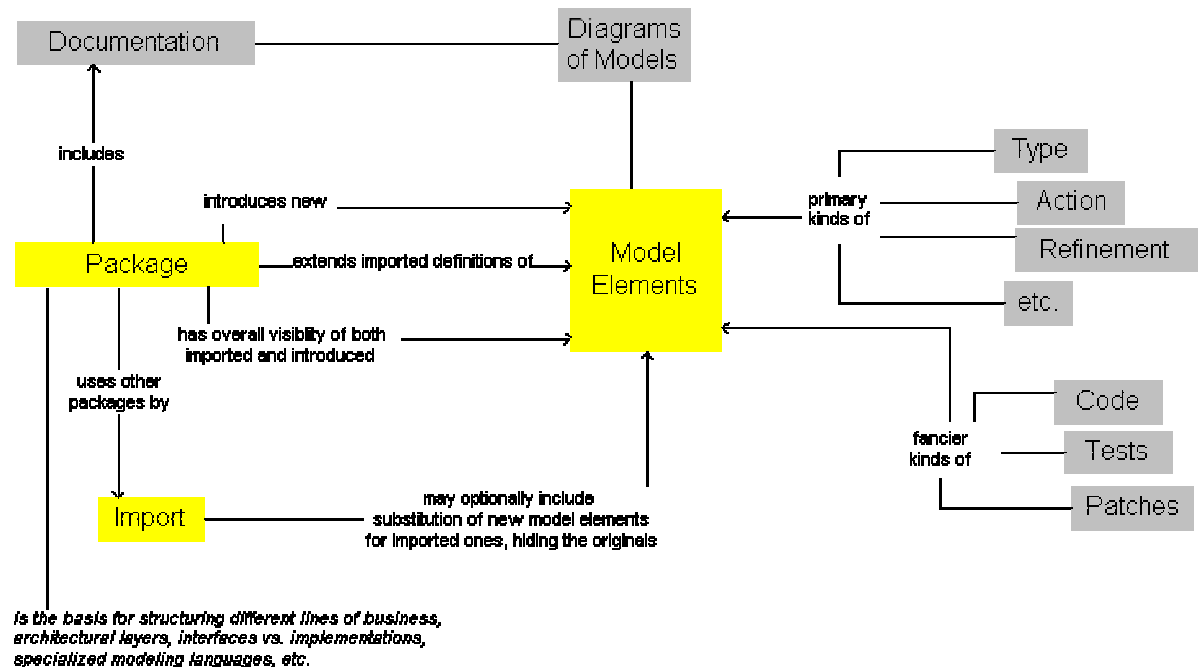 Documentation
Diagrams
of Models
includes
Type
primary
kinds of
Action
introduces new
Refinement
Package
extends imported definitions of
Model
Elements
etc.
has overall visiblity of both
imported and introduced
uses other
packages by
Code
fancier
kinds of
Tests
Patches
Import
may optionally include
substitution of new model elements
for imported ones, hiding the originals
is the basis for structuring different lines of business,
architectural layers, interfaces vs. implementations,
specialized modeling languages, etc.